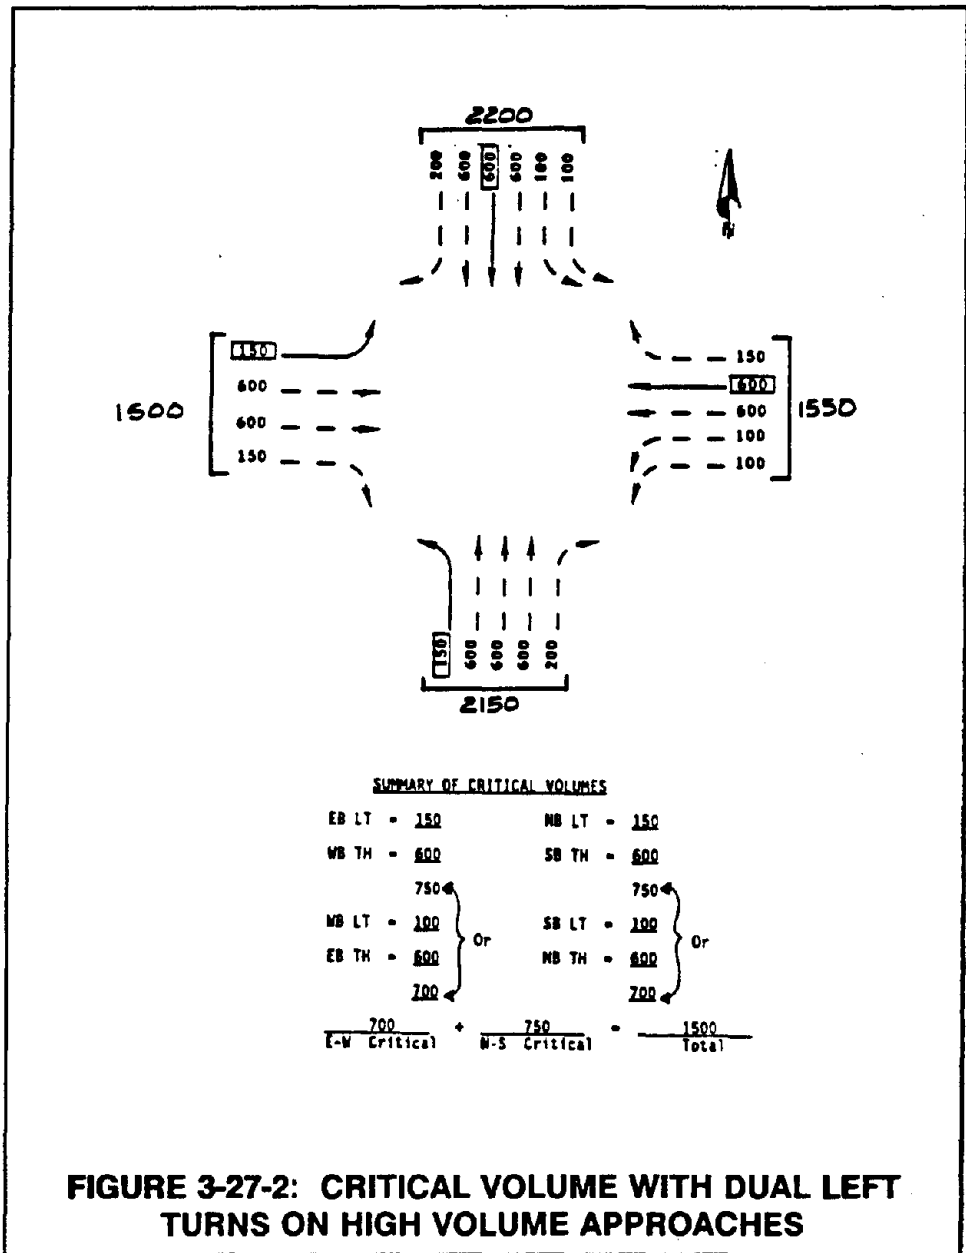 2200
200 600 600 600 100 100
N
150
600
600
150
1500
150
600
600
100
100
1550
150 600 600 600 200
2150
SUMMARY OF CRITICAL VOLUMES
EB LT = 150 NB LT = 150
WB TH = 600 SB TH = 600
750 750
WB LT = 100 Or SB LT = 100 Or
EB TH = 600 NB TH = 600
700 700
700 + 750 = 1500
E-W Critical N-S Critical Total
FIGURE 3-27-2: CRITICAL VOLUME WITH DUAL LEFT
TURNS ON HIGH VOLUME APPROACHES